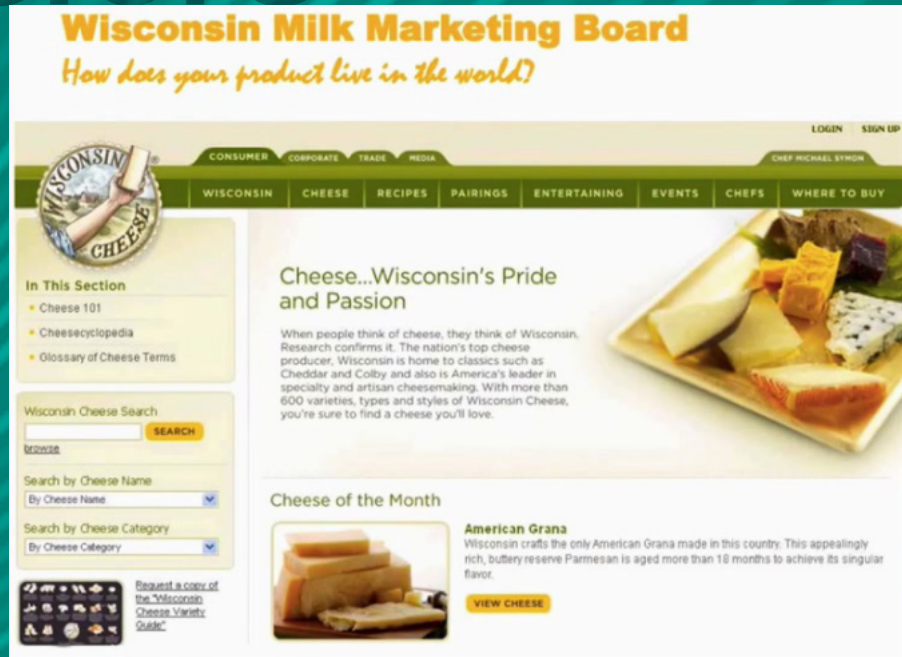 Wisconsin Milk Marketing Board
How does your product live in the world?
LOGIN SIGN UP
CONSUMER CORPORATE TRADE MEDIA CHEF MICHAEL SYMON
WISCONSIN CHEESE RECIPES PAIRINGS ENTERTAINING EVENTS CHEFS WHERE TO BUY
WISCONSIN
CHEESE
®
In This Section
Cheese 101
Cheesecyclopedia
Glossary of Cheese Terms
Wisconsin Cheese Search
SEARCH
browse
Search by Cheese Name
By Cheese Name
Search by Cheese Category
By Cheese Category
Request a copy of
the "Wisconsin
Cheese Variety
Guide"
Cheese...Wisconsin's Pride
and Passion
When people think of cheese, they think of Wisconsin.
Research confirms it. The nation's top cheese
producer, Wisconsin is home to classics such as
Cheddar and Colby and also is America's leader in
specialty and artisan cheesemaking. With more than
600 varieties, types and styles of Wisconsin Cheese,
you're sure to find a cheese you'll love.
Cheese of the Month
American Grana
Wisconsin crafts the only American Grana made in this country. This appealingly
rich, buttery reserve Parmesan is aged more than 18 months to achieve its singular
flavor.
VIEW CHEESE